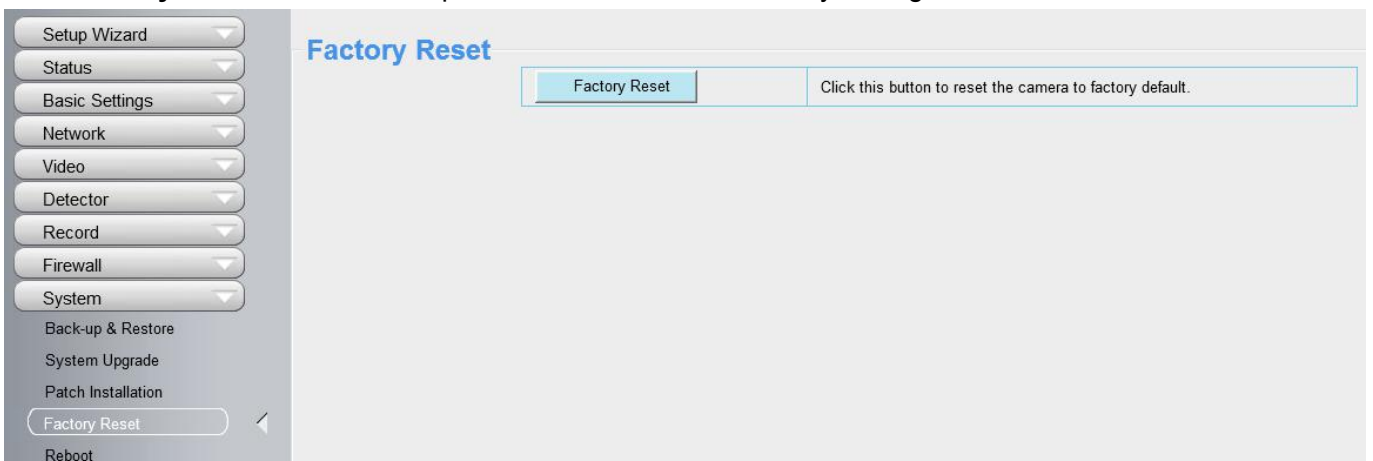 Setup Wizard
Status
Basic Settings
Network
Video
Detector
Record
Firewall
System
Back-up & Restore
System Upgrade
Patch Installation
Factory Reset
Reboot
Factory Reset
Factory Reset
Click this button to reset the camera to factory default.